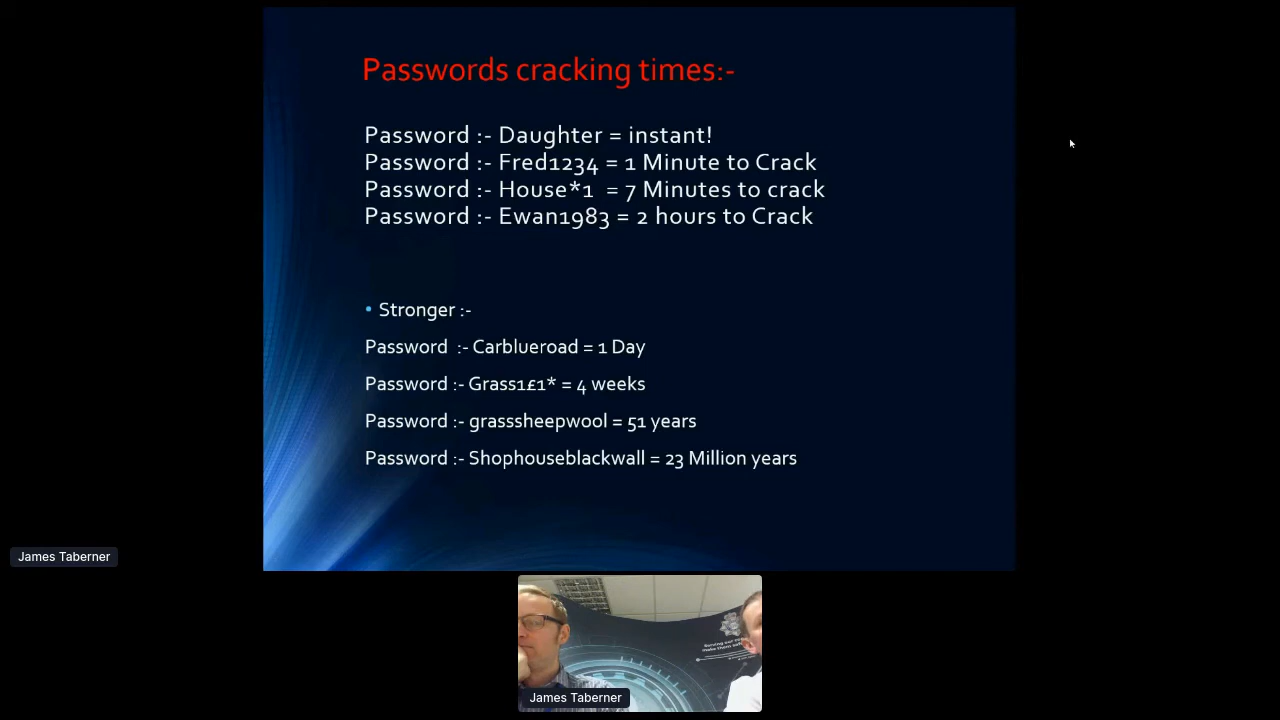 Passwords cracking times:-
Password :- Daughter = instant!
Password :- Fred1234 = 1 Minute to Crack
Password :- House*1 = 7 Minutes to crack
Password :- Ewan1983 = 2 hours to Crack
• Stronger :-
Password :- Carblueroad = 1 Day
Password :- Grass1£1* = 4 weeks
Password :- grasssheepwool = 51 years
Password :- Shophouseblackwall = 23 Million years
James Taberner
James Taberner